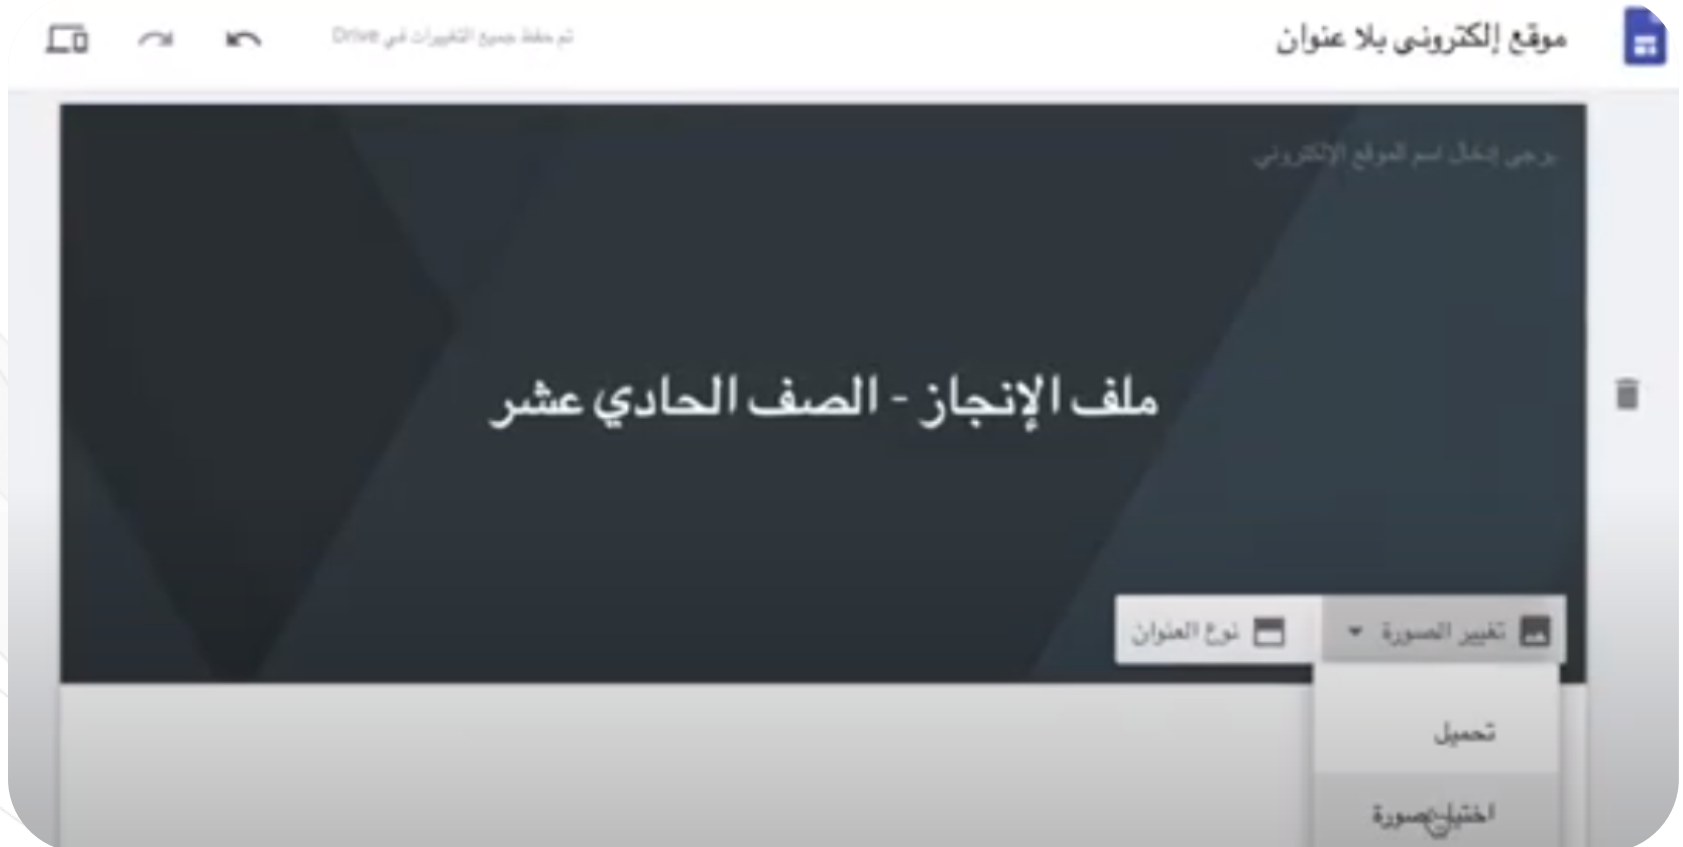 موقع إلكتروني بلا عنوان
تم حفظ جميع التغييرات في Drive
يرجى إدخال اسم الموقع الإلكتروني
ملف الإنجاز - الصف الحادي عشر
تغيير الصورة
نوع العنوان
تحميل
اختيار صورة